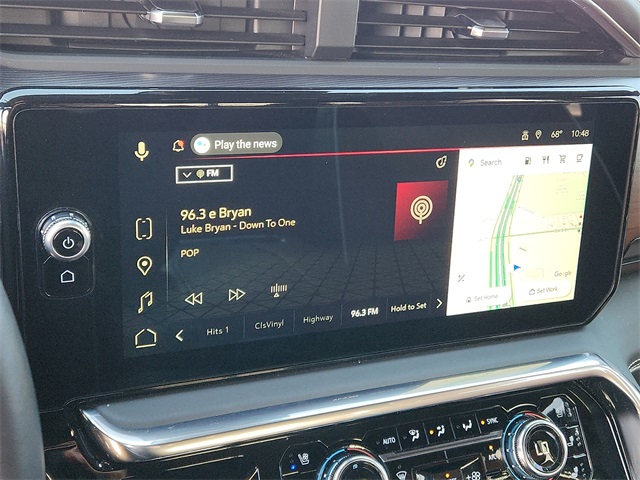 Play the news
68° 10:48
FM
Search
96.3 e Bryan
Luke Bryan - Down To One
POP
Google
Set Home
Set Work
Hits 1
ClsVinyl
Highway
96.3 FM
Hold to Set
AUTO
SYNC